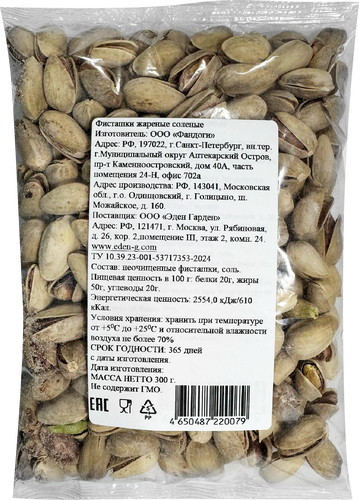 Фисташки жареные соленые
Изготовитель: ООО «Фандоги»
Адрес: РФ, 197022, г.Санкт-Петербург, вн.тер.
г.Муниципальный округ Аптекарский Остров,
пр-т Каменноостровский, дом 40А, часть
помещения 24-Н, офис 702а
Адрес производства: РФ, 143041, Московская
обл., г.о. Одинцовский, г. Голицыно, ш.
Можайское, д. 160.
Поставщик: ООО «Эден Гарден»
Адрес: РФ, 121471, г. Москва, ул. Рябиновая,
д. 26, кор. 2,помещение III, этаж 2, комн. 24.
www.eden-g.com
ТУ 10.39.23-001-53717353-2024
Состав: неочищенные фисташки, соль.
Пищевая ценность в 100 г: белки 20г, жиры
50г, углеводы 20г.
Энергетическая ценность: 2554,0 кДж/610
кКал.
Условия хранения: хранить при температуре
от +5⁰С до +25⁰С и относительной влажности
воздуха не более 70%
СРОК ГОДНОСТИ: 365 дней
с даты изготовления.
Дата изготовления:
МАССА НЕТТО 300 г.
Не содержит ГМО.
EAC
5
PP
4 650487 220079